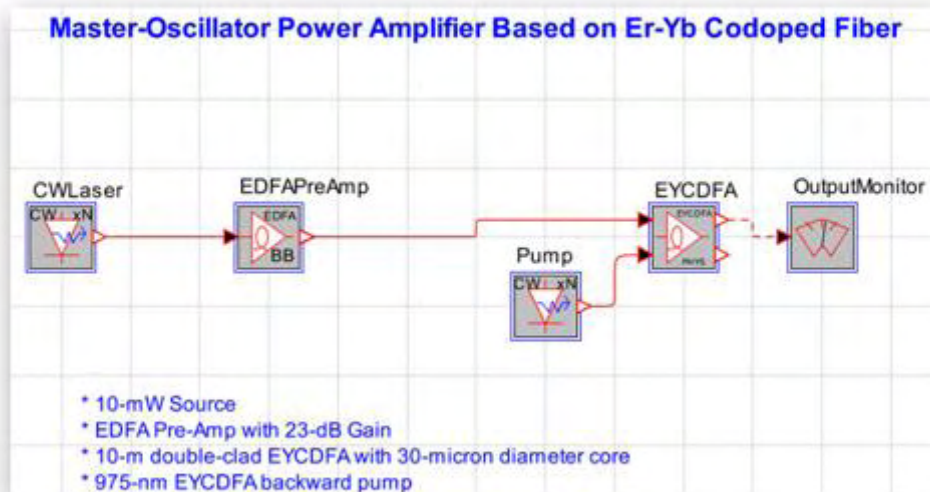 Master-Oscillator Power Amplifier Based on Er-Yb Codoped Fiber
CWLaser
EDFAPreAmp
EYCDFA
OutputMonitor
CW xN
EDFA
BB
EYCDFA
PHYS
Pump
CW xN
* 10-mW Source
* EDFA Pre-Amp with 23-dB Gain
* 10-m double-clad EYCDFA with 30-micron diameter core
* 975-nm EYCDFA backward pump